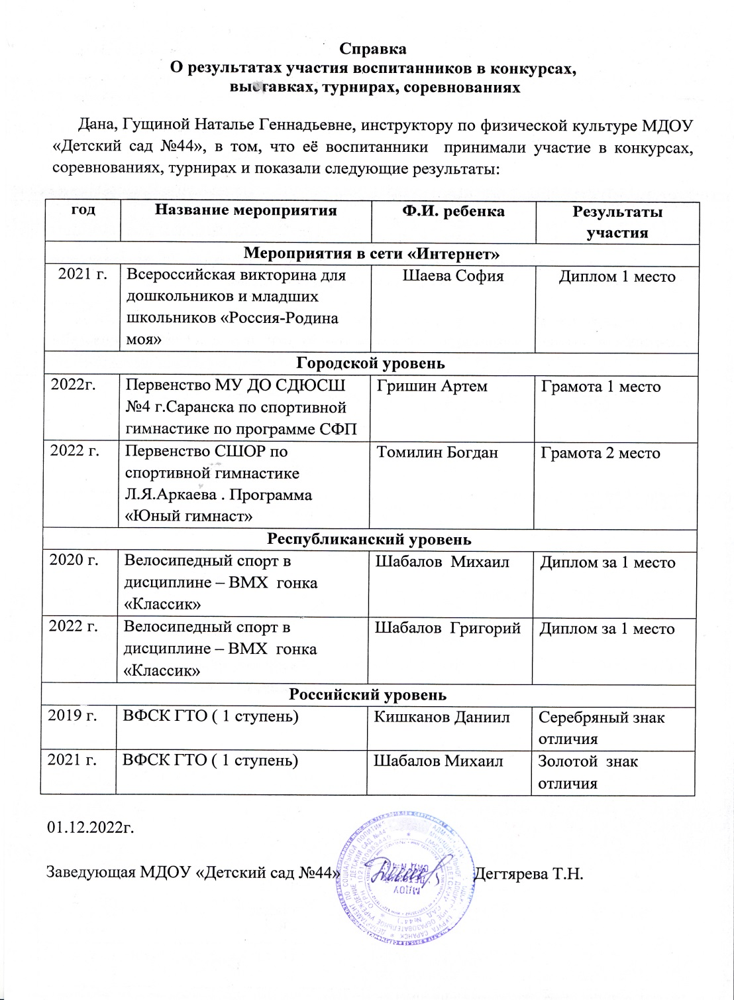 Справка
О результатах участия воспитанников в конкурсах,
выставках, турнирах, соревнованиях
Дана, Гущиной Наталье Геннадьевне, инструктору по физической культуре МДОУ
«Детский сад №44», в том, что её воспитанники принимали участие в конкурсах,
соревнованиях, турнирах и показали следующие результаты:
год Название мероприятия Ф.И. ребенка Результаты
участия
Мероприятия в сети «Интернет»
2021 г. Всероссийская викторина для Шаева София Диплом 1 место
дошкольников и младших
школьников «Россия-Родина
моя»
Городской уровень
2022г. Первенство МУ ДО СДЮСШ Гришин Артем Грамота 1 место
№4 г.Саранска по спортивной
гимнастике по программе СФП
2022 г. Первенство СШОР по Томилин Богдан Грамота 2 место
спортивной гимнастике
Л.Я.Аркаева . Программа
«Юный гимнаст»
Республиканский уровень
2020 г. Велосипедный спорт в Шабалов Михаил Диплом за 1 место
дисциплине – ВМХ гонка
«Классик»
2022 г. Велосипедный спорт в Шабалов Григорий Диплом за 1 место
дисциплине – ВМХ гонка
«Классик»
Российский уровень
2019 г. ВФСК ГТО ( 1 ступень) Кишканов Даниил Серебряный знак
отличия
2021 г. ВФСК ГТО ( 1 ступень) Шабалов Михаил Золотой знак
отличия
01.12.2022г.
Заведующая МДОУ «Детский сад №44» Дегтярева Т.Н.